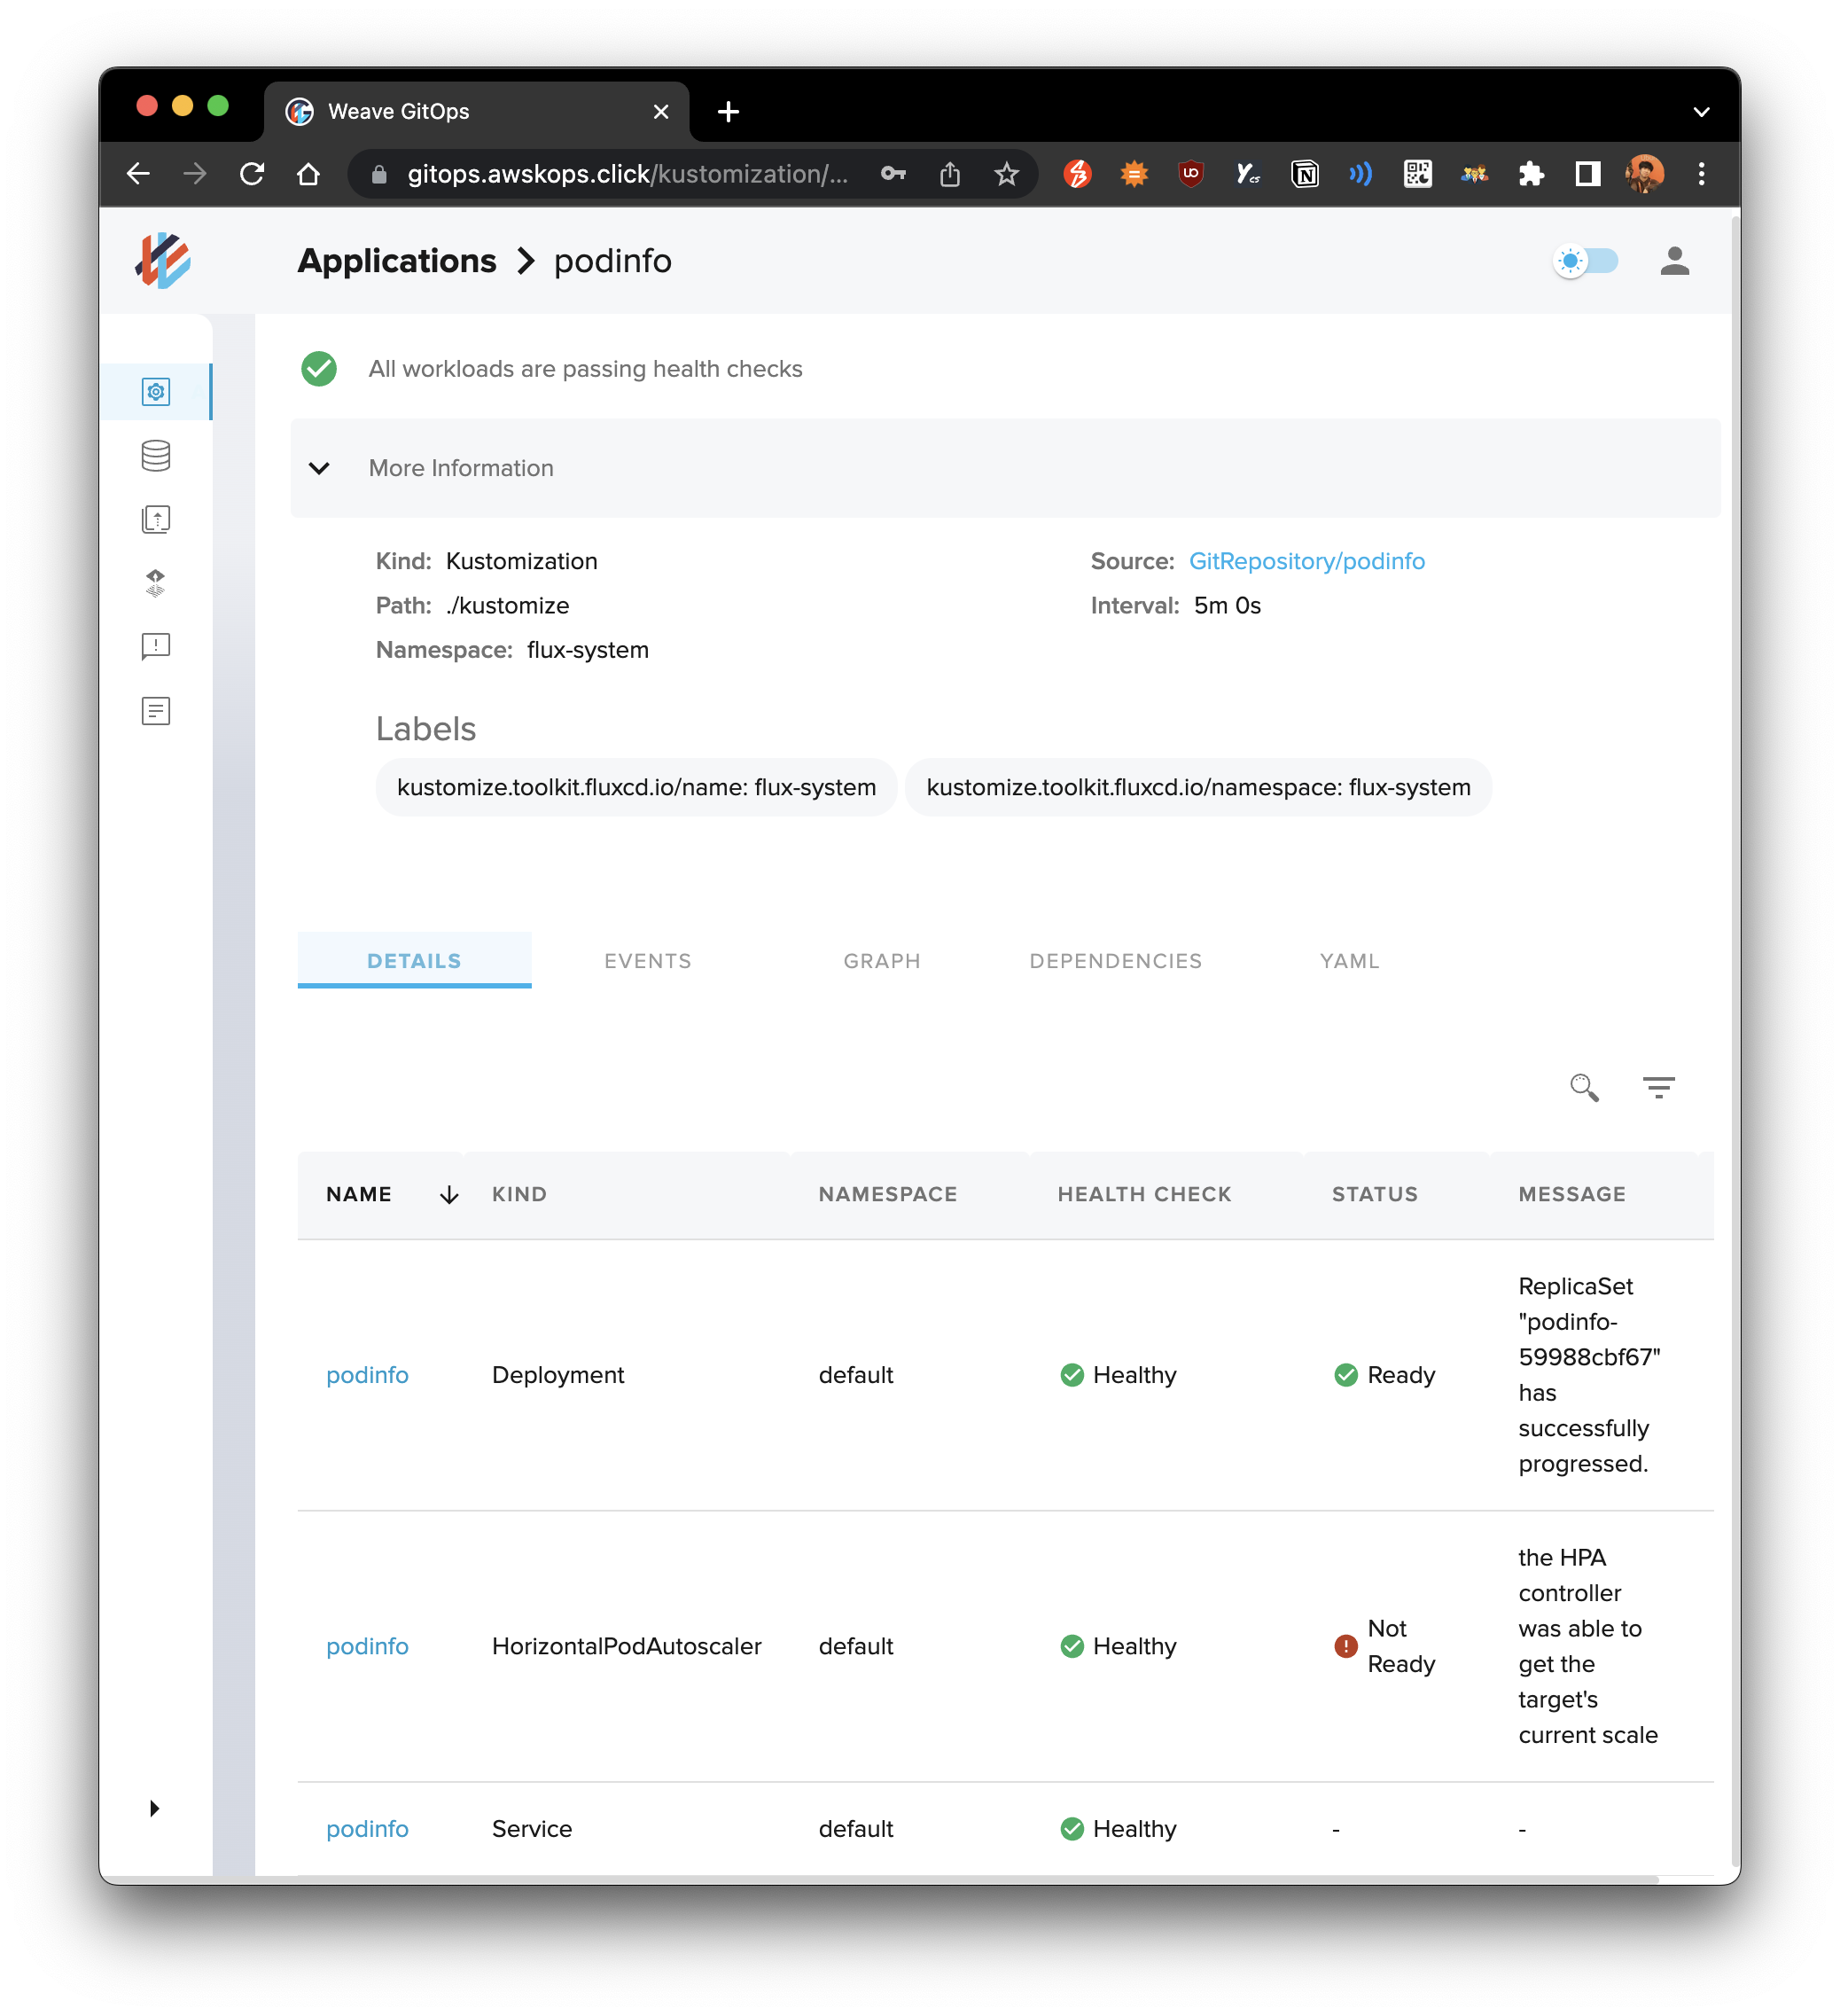 Weave GitOps
gitops.awskops.click/kustomization/...
Applications > podinfo
All workloads are passing health checks
More Information
Kind: Kustomization
Source: GitRepository/podinfo
Path: ./kustomize
Interval: 5m 0s
Namespace: flux-system
Labels
kustomize.toolkit.fluxcd.io/name: flux-system
kustomize.toolkit.fluxcd.io/namespace: flux-system
DETAILS EVENTS GRAPH DEPENDENCIES YAML
NAME KIND NAMESPACE HEALTH CHECK STATUS MESSAGE
podinfo Deployment default Healthy Ready
ReplicaSet
"podinfo-
59988cbf67"
has
successfully
progressed.
podinfo HorizontalPodAutoscaler default Healthy
Not
Ready
the HPA
controller
was able to
get the
target's
current scale
podinfo Service default Healthy - -